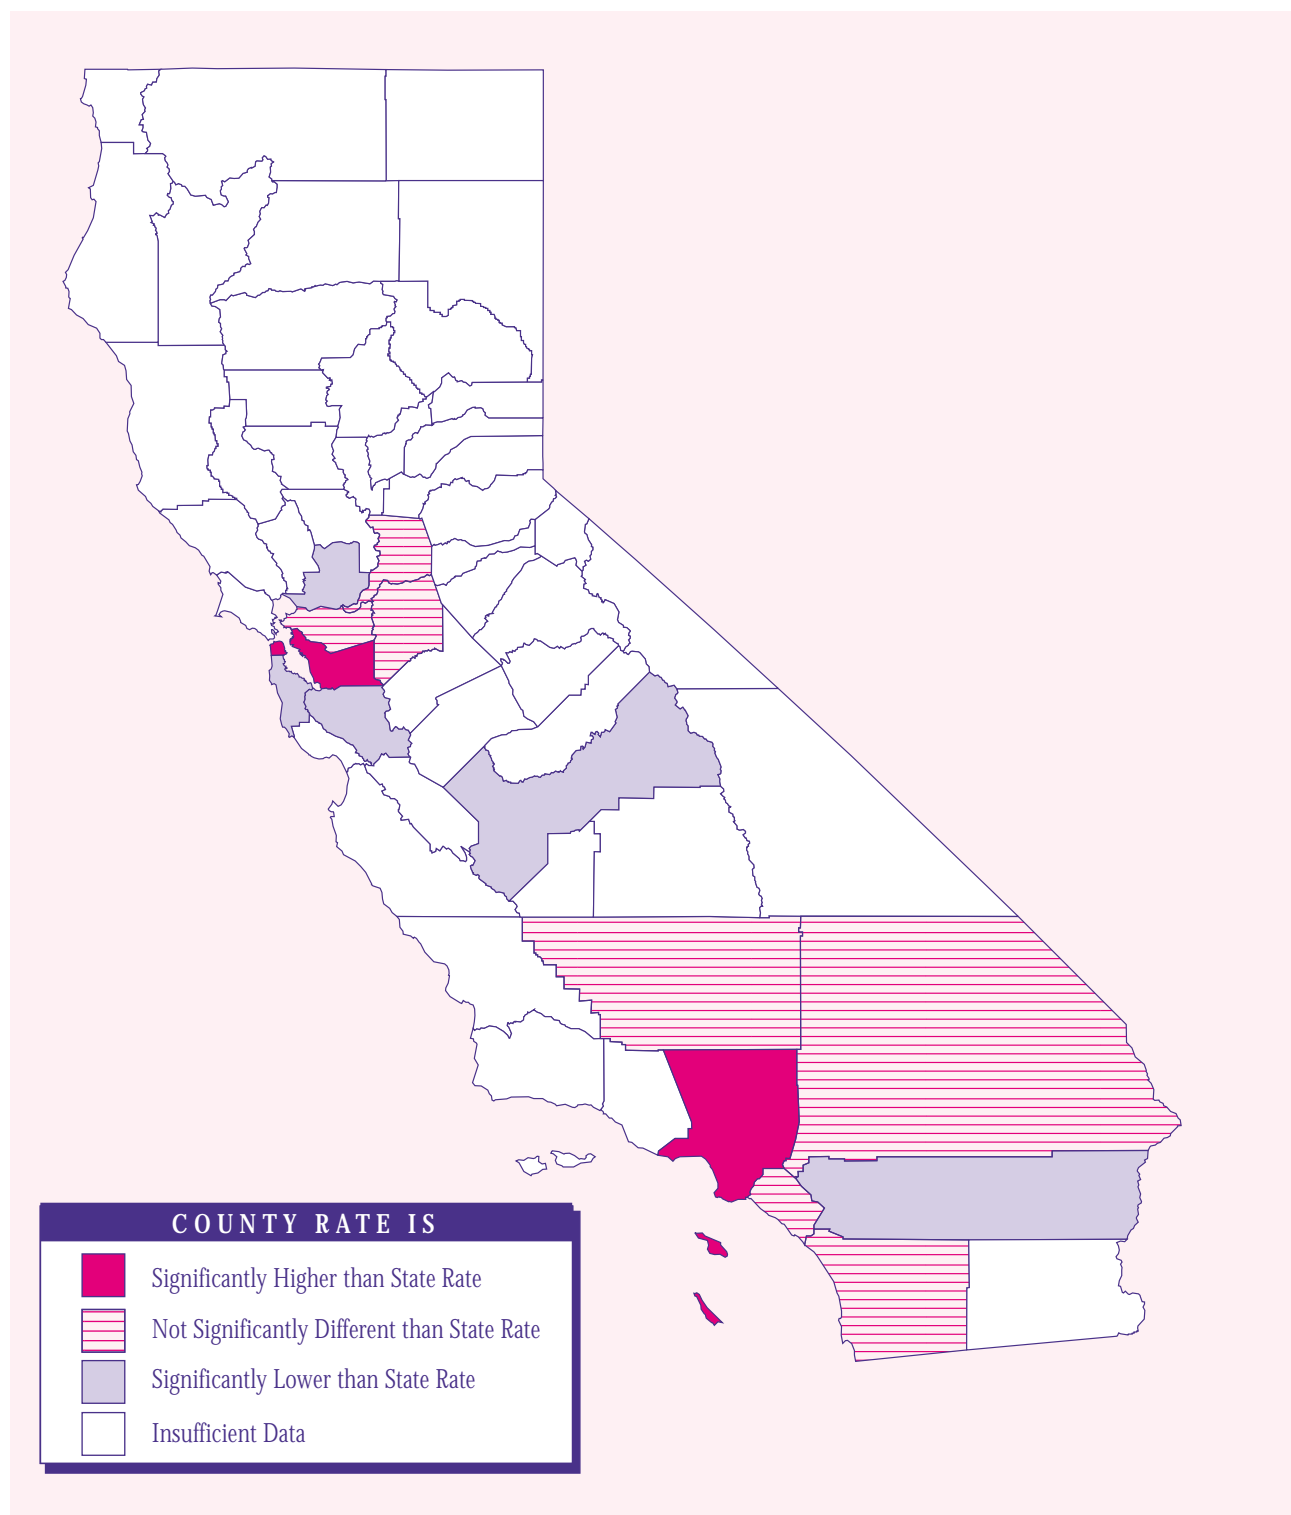 COUNTY RATE IS
Significantly Higher than State Rate
Not Significantly Different than State Rate
Significantly Lower than State Rate
Insufficient Data